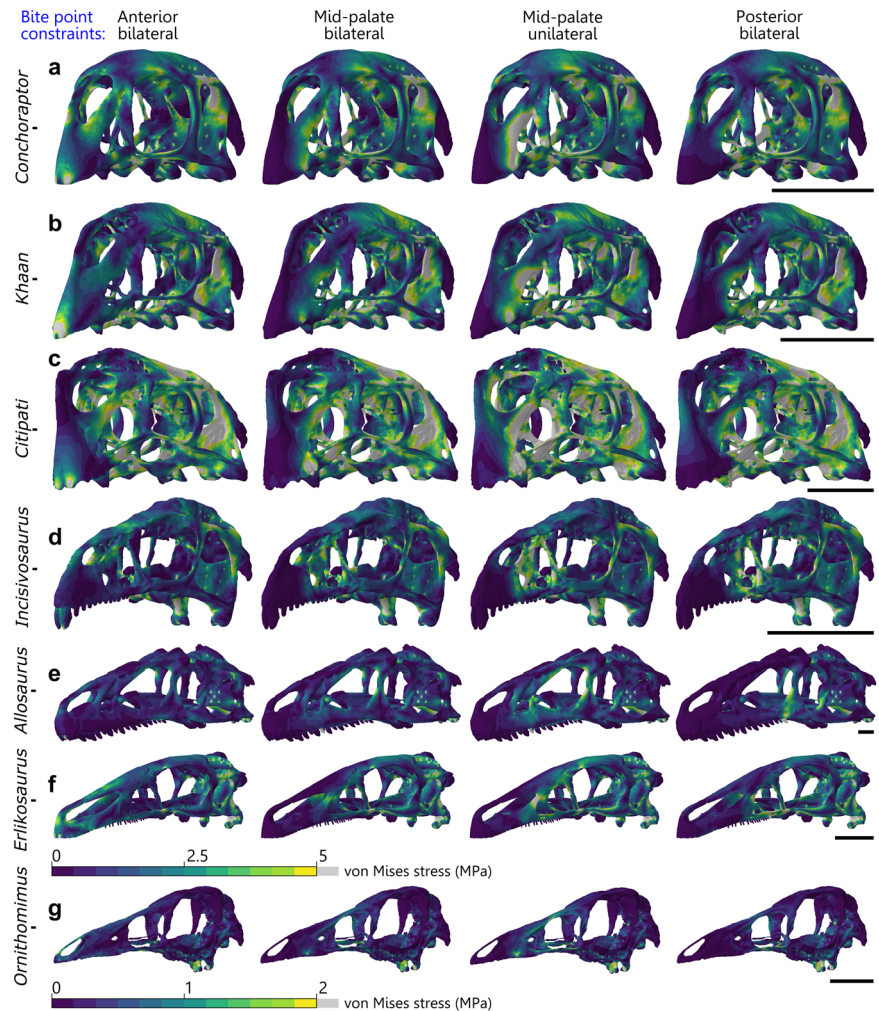 Bite point constraints:
Anterior bilateral
Mid-palate bilateral
Mid-palate unilateral
Posterior bilateral
a
Conchoraptor
b
Khaan
c
Citipati
d
Incisivosaurus
e
Allosaurus
f
Erlikosaurus
0 2.5 5 von Mises stress (MPa)
g
Ornithomimus
0 1 2 von Mises stress (MPa)